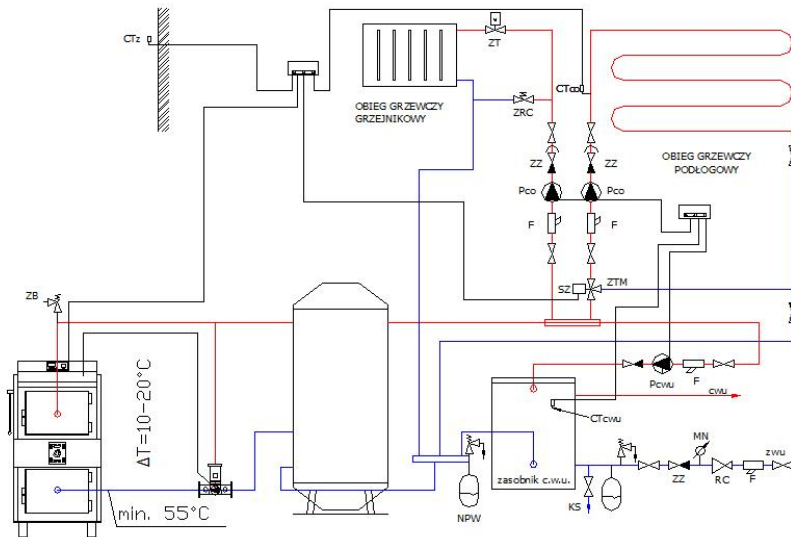 CTz
ZT
CTco
OBIEG GRZEWCZY
GRZEJNIKOWY
ZRC
ZZ
ZZ
OBIEG GRZEWCZY
PODŁOGOWY
Pco
Pco
F
F
ZTM
SZ
ZB
ΔT=10-20°C
Pcwu
F
cwu
CTcwu
MN
zwu
zasobnik c.w.u.
ZZ
RC
F
KS
NPW
min. 55°C